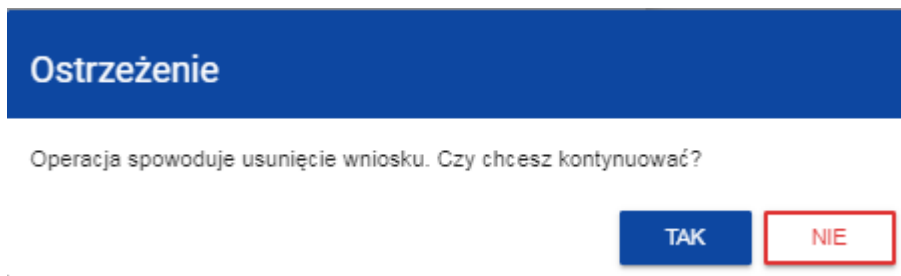 Ostrzeżenie
Operacja spowoduje usunięcie wniosku. Czy chcesz kontynuować?
TAK NIE